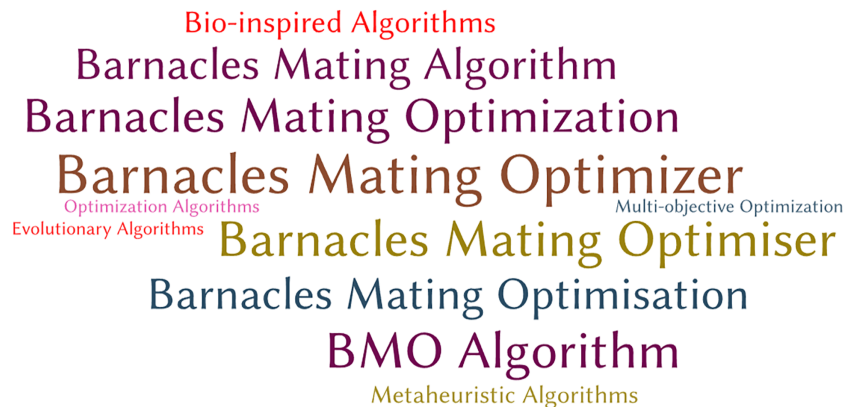 Bio-inspired Algorithms
Barnacles Mating Algorithm
Barnacles Mating Optimization
Barnacles Mating Optimizer
Optimization Algorithms
Multi-objective Optimization
Evolutionary Algorithms
Barnacles Mating Optimiser
Barnacles Mating Optimisation
BMO Algorithm
Metaheuristic Algorithms